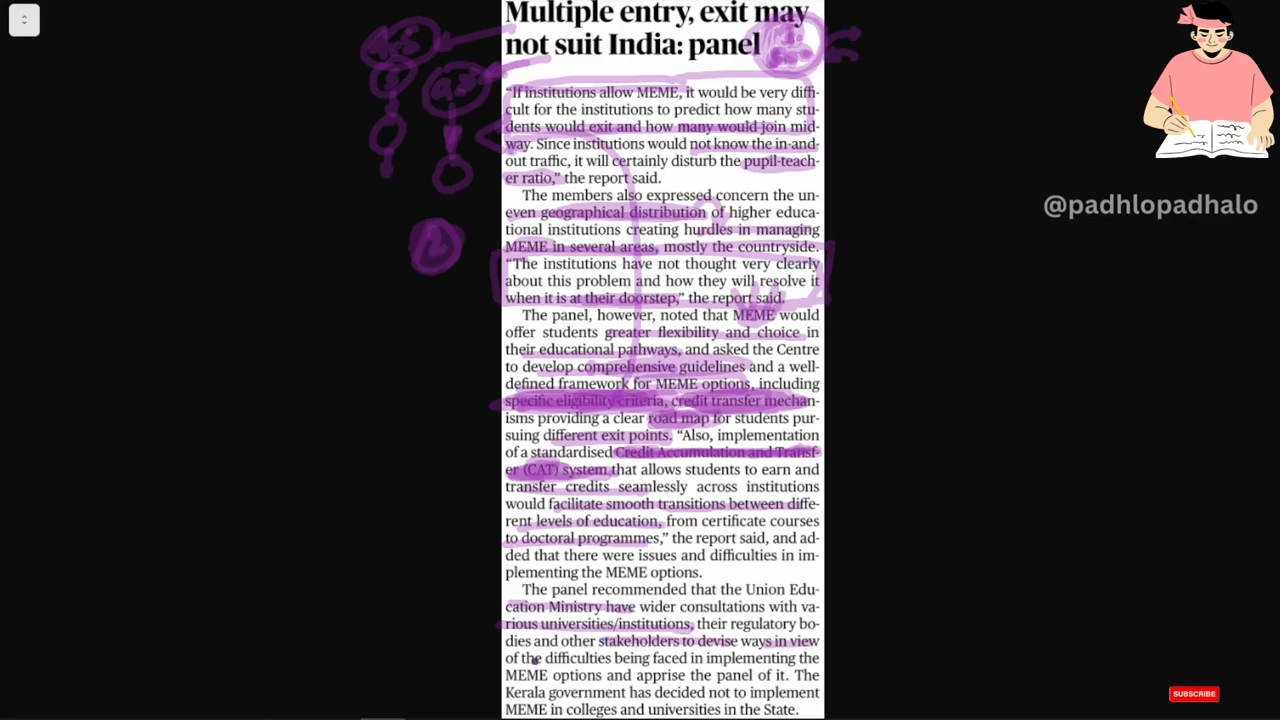 Multiple entry, exit may
not suit India: panel
“If institutions allow MEME, it would be very diffi-
cult for the institutions to predict how many stu-
dents would exit and how many would join mid-
way. Since institutions would not know the in-and-
out traffic, it will certainly disturb the pupil-teach-
er ratio,” the report said.
The members also expressed concern the un-
even geographical distribution of higher educa-
tional institutions creating hurdles in managing
MEME in several areas, mostly the countryside.
“The institutions have not thought very clearly
about this problem and how they will resolve it
when it is at their doorstep,” the report said.
The panel, however, noted that MEME would
offer students greater flexibility and choice in
their educational pathways, and asked the Centre
to develop comprehensive guidelines and a well-
defined framework for MEME options, including
specific eligibility criteria, credit transfer mechan-
isms providing a clear road map for students pur-
suing different exit points. “Also, implementation
of a standardised Credit Accumulation and Transf-
er (CAT) system that allows students to earn and
transfer credits seamlessly across institutions
would facilitate smooth transitions between diffe-
rent levels of education, from certificate courses
to doctoral programmes,” the report said, and ad-
ded that there were issues and difficulties in im-
plementing the MEME options.
The panel recommended that the Union Edu-
cation Ministry have wider consultations with va-
rious universities/institutions, their regulatory bo-
dies and other stakeholders to devise ways in view
of the difficulties being faced in implementing the
MEME options and apprise the panel of it. The
Kerala government has decided not to implement
MEME in colleges and universities in the State.
@padhlopadhalo
SUBSCRIBE